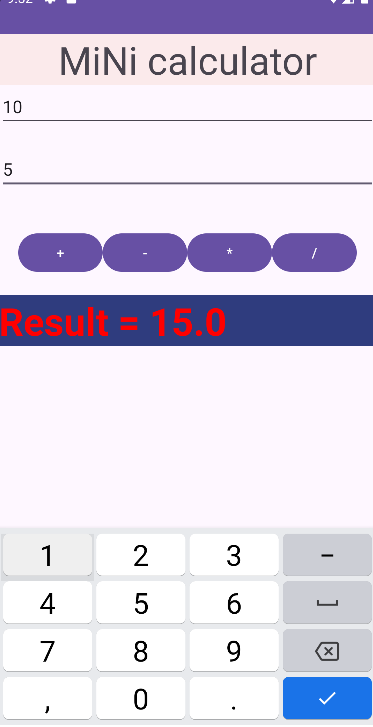 MiNi calculator
10
5
+ - * /
Result = 15.0
1 2 3 -
4 5 6
7 8 9
, 0 .